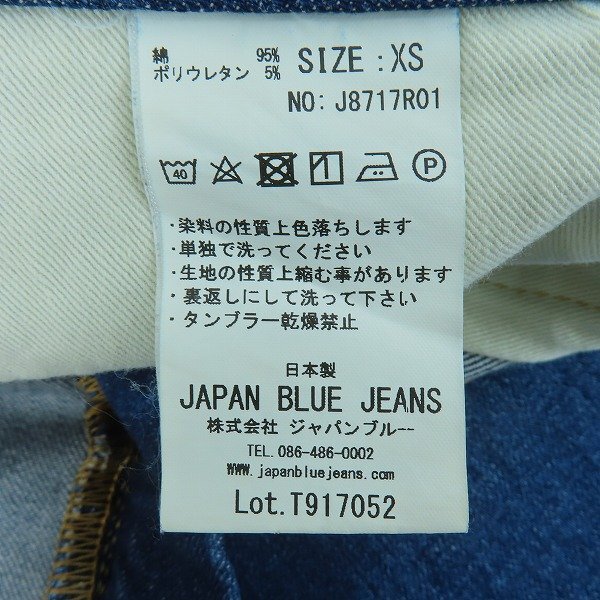 綿 95% SIZE : XS
ポリウレタン 5%
NO: J8717R01
40 P
・染料の性質上色落ちします
・単独で洗ってください
・生地の性質上縮む事があります
・裏返しにして洗って下さい
・タンブラー乾燥禁止
日本製
JAPAN BLUE JEANS
株式会社 ジャパンブルー
TEL. 086-486-0002
www.japanbluejeans.com
Lot.T917052